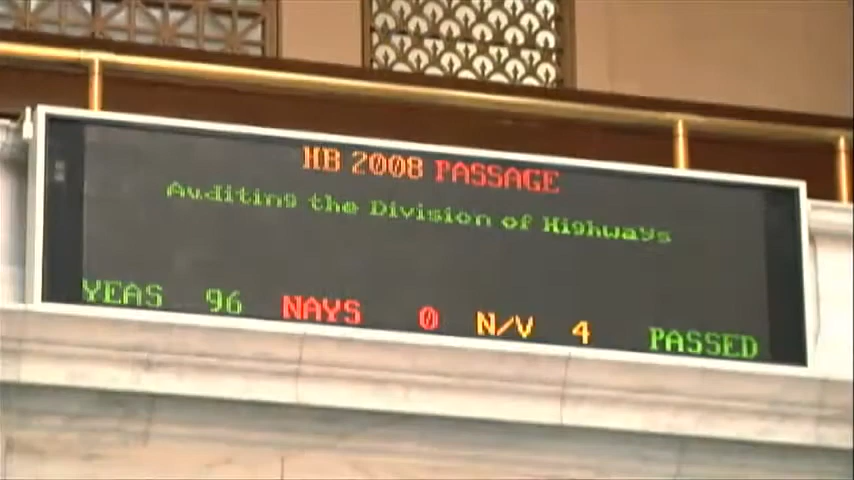 HB 2008 PASSAGE
Auditing the Division of Highways
YEAS 96 NAYS 0 N/V 4 PASSED